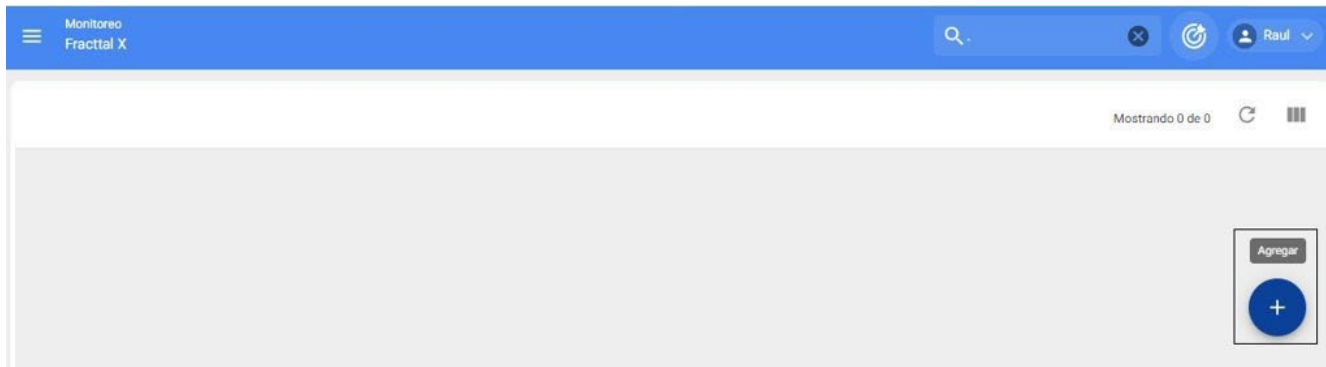 Monitoreo
Fracttal X
.
Raul
Mostrando 0 de 0
Agregar